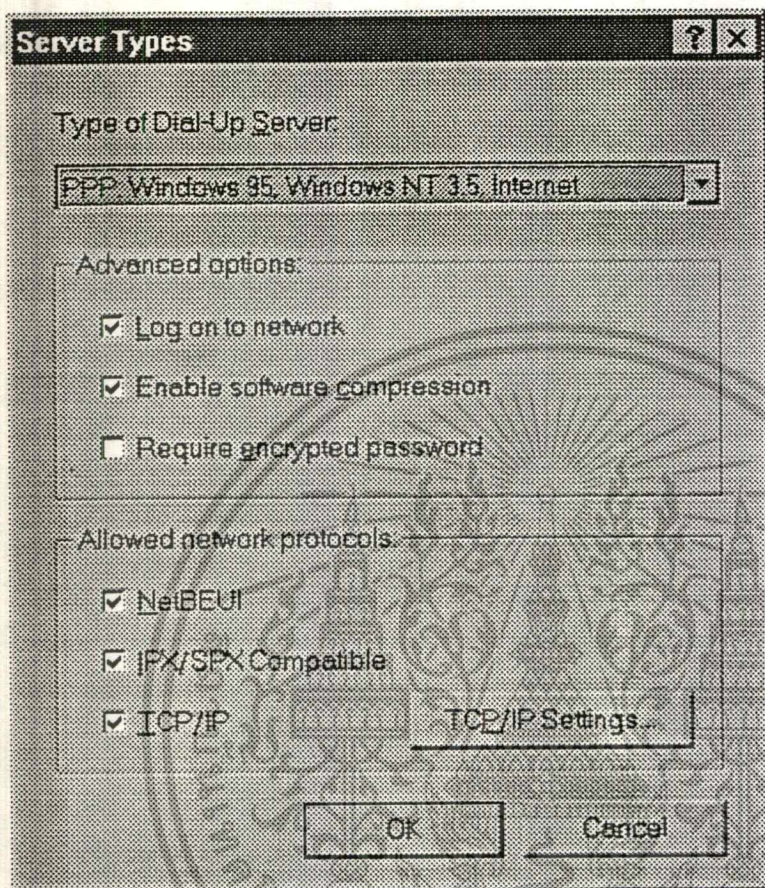 Server Types
Type of Dial-Up Server:
PPP: Windows 95, Windows NT 3.5, Internet
Advanced options:
Log on to network
Enable software compression
Require encrypted password
Allowed network protocols:
NetBEUI
IPX/SPX Compatible
TCP/IP
TCP/IP Settings...
OK
Cancel